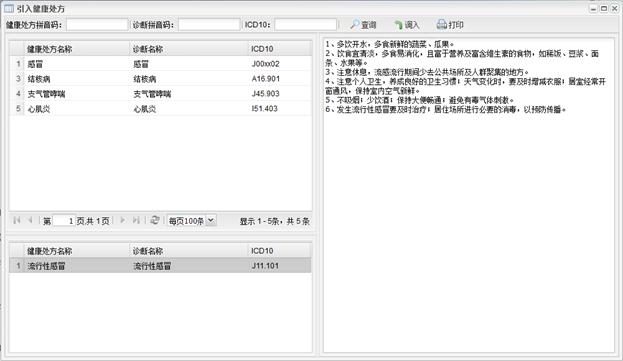 引入健康处方
健康处方拼音码： 诊断拼音码： ICD10： 查询 调入 打印
健康处方名称 诊断名称 ICD10
1 感冒 感冒 J00xx02
3 结核病 结核病 A16.901
4 支气管哮喘 支气管哮喘 J45.903
5 心肌炎 心肌炎 I51.403
第 1 页,共 1 页 每页100条 显示 1 - 5条，共 5 条
健康处方名称 诊断名称 ICD10
1 流行性感冒 流行性感冒 J11.101
1、多饮开水，多食新鲜的蔬菜、瓜果。
2、饮食宜清淡，多食易消化，且富于营养及富含维生素的食物，如稀饭、豆浆、面
条、水果等。
3、注意休息，流感流行期间少去公共场所及人群聚集的地方。
4、注意个人卫生，养成良好的卫生习惯；天气变化时，要及时增减衣服；居室经常开
窗通风，保持室内空气新鲜。
5、不吸烟；少饮酒；保持大便畅通；避免有毒气体刺激。
6、发生流行性感冒要及时治疗；居住场所进行必要的消毒，以预防传播。